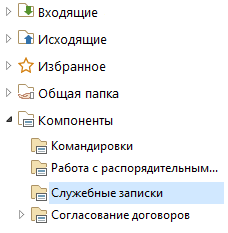 Входящие
Исходящие
Избранное
Общая папка
Компоненты
Командировки
Работа с распорядительным...
Служебные записки
Согласование договоров